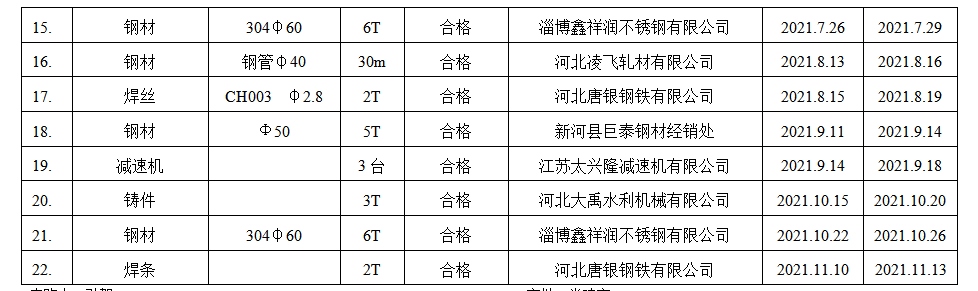 15. 钢材 304φ60 6T 合格 淄博鑫祥润不锈钢有限公司 2021.7.26 2021.7.29
16. 钢材 钢管φ40 30m 合格 河北凌飞轧材有限公司 2021.8.13 2021.8.16
17. 焊丝 CH003 φ2.8 2T 合格 河北唐银钢铁有限公司 2021.8.15 2021.8.19
18. 钢材 Φ50 5T 合格 新河县巨泰钢材经销处 2021.9.11 2021.9.14
19. 减速机 3 台 合格 江苏太兴隆减速机有限公司 2021.9.14 2021.9.18
20. 铸件 3T 合格 河北大禹水利机械有限公司 2021.10.15 2021.10.20
21. 钢材 304φ60 6T 合格 淄博鑫祥润不锈钢有限公司 2021.10.22 2021.10.26
22. 焊条 2T 合格 河北唐银钢铁有限公司 2021.11.10 2021.11.13